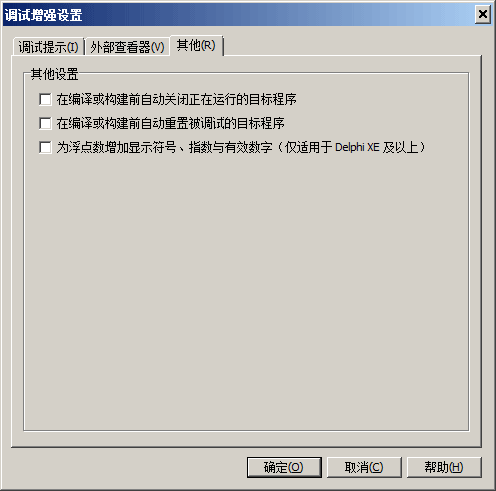 调试增强设置
调试提示(I) 外部查看器(V) 其他(R)
其他设置
在编译或构建前自动关闭正在运行的目标程序
在编译或构建前自动重置被调试的目标程序
为浮点数增加显示符号、指数与有效数字（仅适用于 Delphi XE 及以上）
确定(O) 取消(C) 帮助(H)